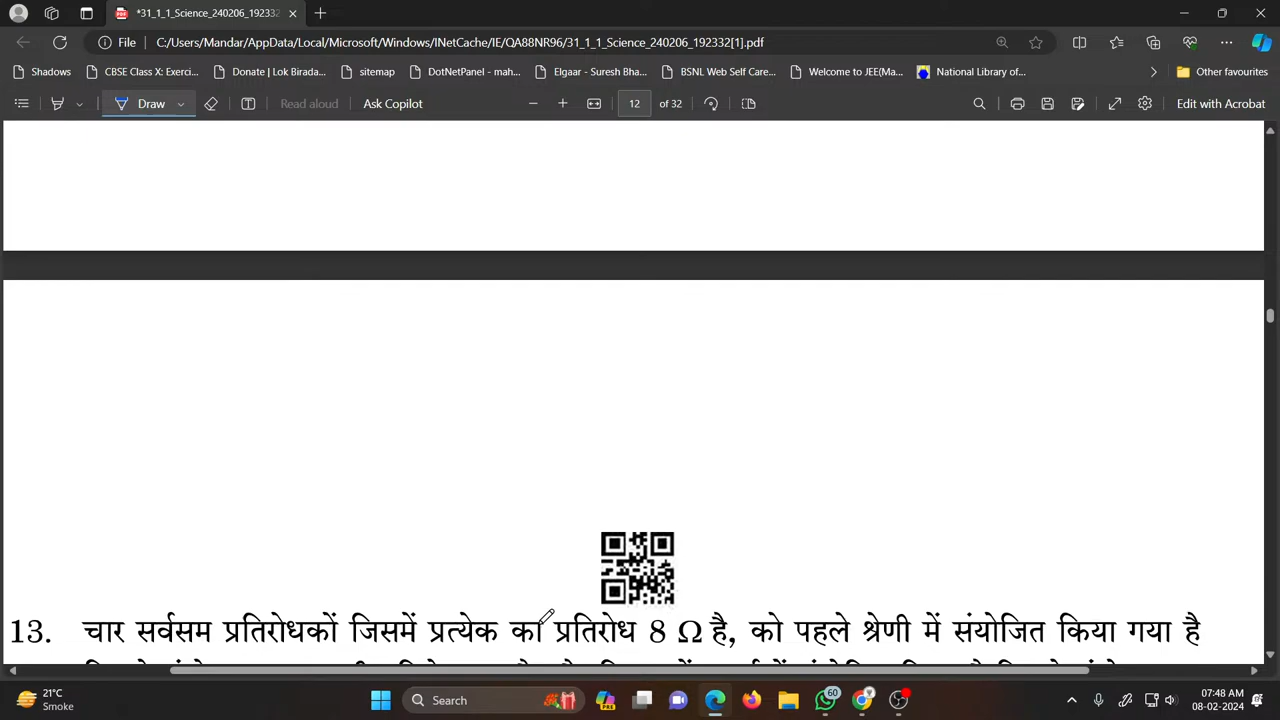 *31_1_1_Science_240206_192332
File
C:/Users/Mandar/AppData/Local/Microsoft/Windows/INetCache/IE/QA88NR96/31_1_1_Science_240206_192332[1].pdf
Shadows
CBSE Class X: Exerci...
Donate | Lok Birada...
sitemap
DotNetPanel - mah...
Elgaar - Suresh Bha...
BSNL Web Self Care...
Welcome to JEE(Ma...
National Library of...
Other favourites
Draw
Read aloud
Ask Copilot
12 of 32
Edit with Acrobat
13. चार सर्वसम प्रतिरोधकों जिसमें प्रत्येक का प्रतिरोध 8 Ω है, को पहले श्रेणी में संयोजित किया गया है
21°C
Smoke
Search
PRE
60
07:48 AM
08-02-2024